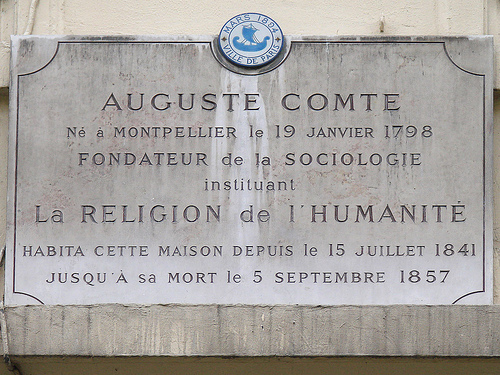 MARS 1894
VILLE DE PARIS
AUGUSTE COMTE
Né à MONTPELLIER le 19 JANVIER 1798
FONDATEUR de la SOCIOLOGIE
instituant
La RELIGION de l'HUMANITÉ
HABITA CETTE MAISON DEPUIS le 15 JUILLET 1841
JUSQU'À sa MORT le 5 SEPTEMBRE 1857